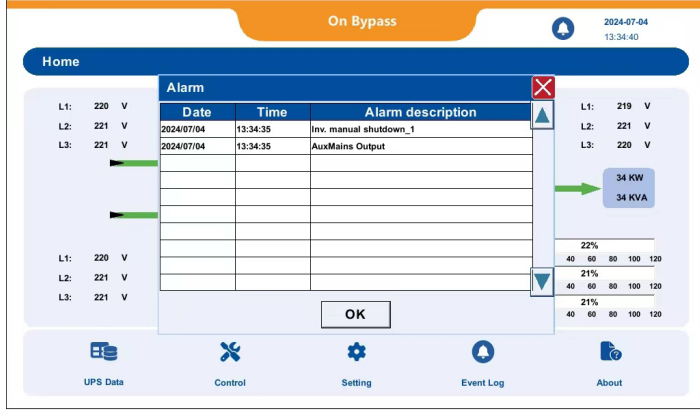 On Bypass
2024-07-04
13:34:40
Home
Alarm
Date Time Alarm description
2024/07/04 13:34:35 Inv. manual shutdown_1
2024/07/04 13:34:35 AuxMains Output
L1: 220 V
L2: 221 V
L3: 221 V
L1: 219 V
L2: 221 V
L3: 220 V
34 KW
34 KVA
L1: 220 V
L2: 221 V
L3: 221 V
22%
40 60 80 100 120
21%
40 60 80 100 120
21%
40 60 80 100 120
OK
UPS Data Control Setting Event Log About